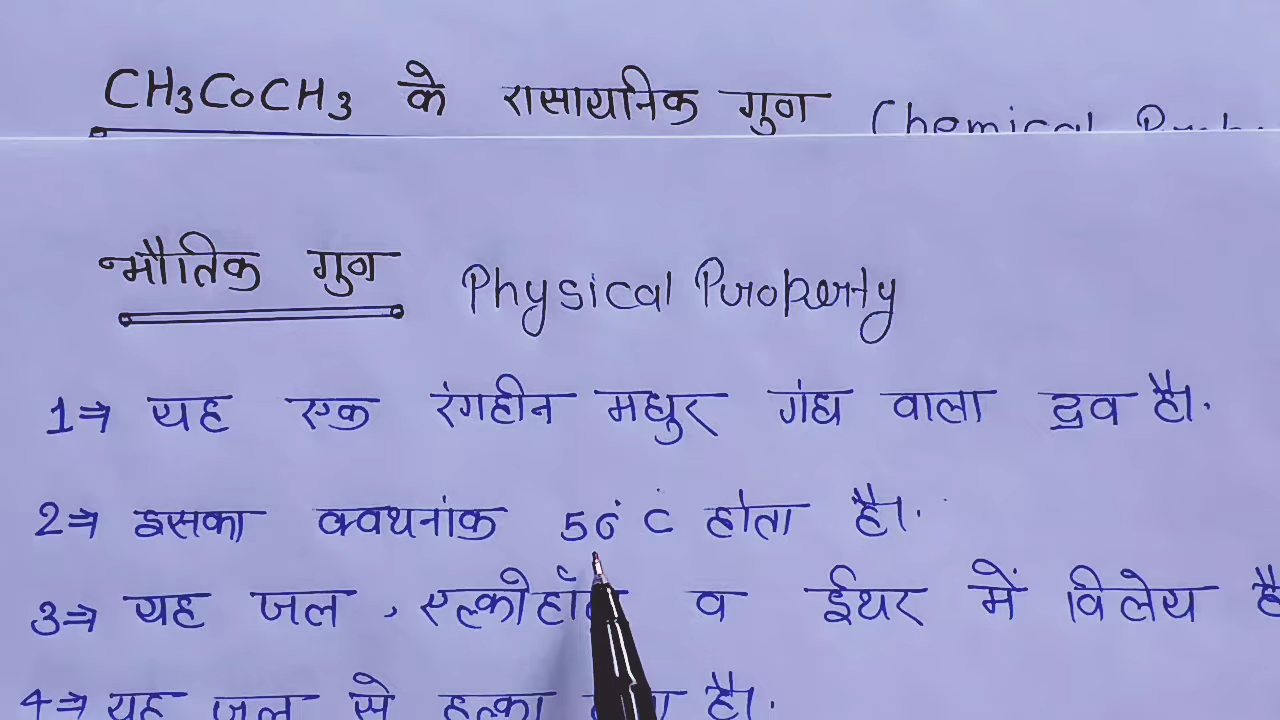 CH3COCH3 के रासायनिक गुण Chemical
भौतिक गुण Physical Property
1⇒ यह एक रंगहीन मधुर गंध वाला द्रव है।
2⇒ इसका क्वथनांक 56°C होता है।
3⇒ यह जल, एल्कोहॉल व ईथर में विलेय है
4⇒ यह जल से हल्का है।